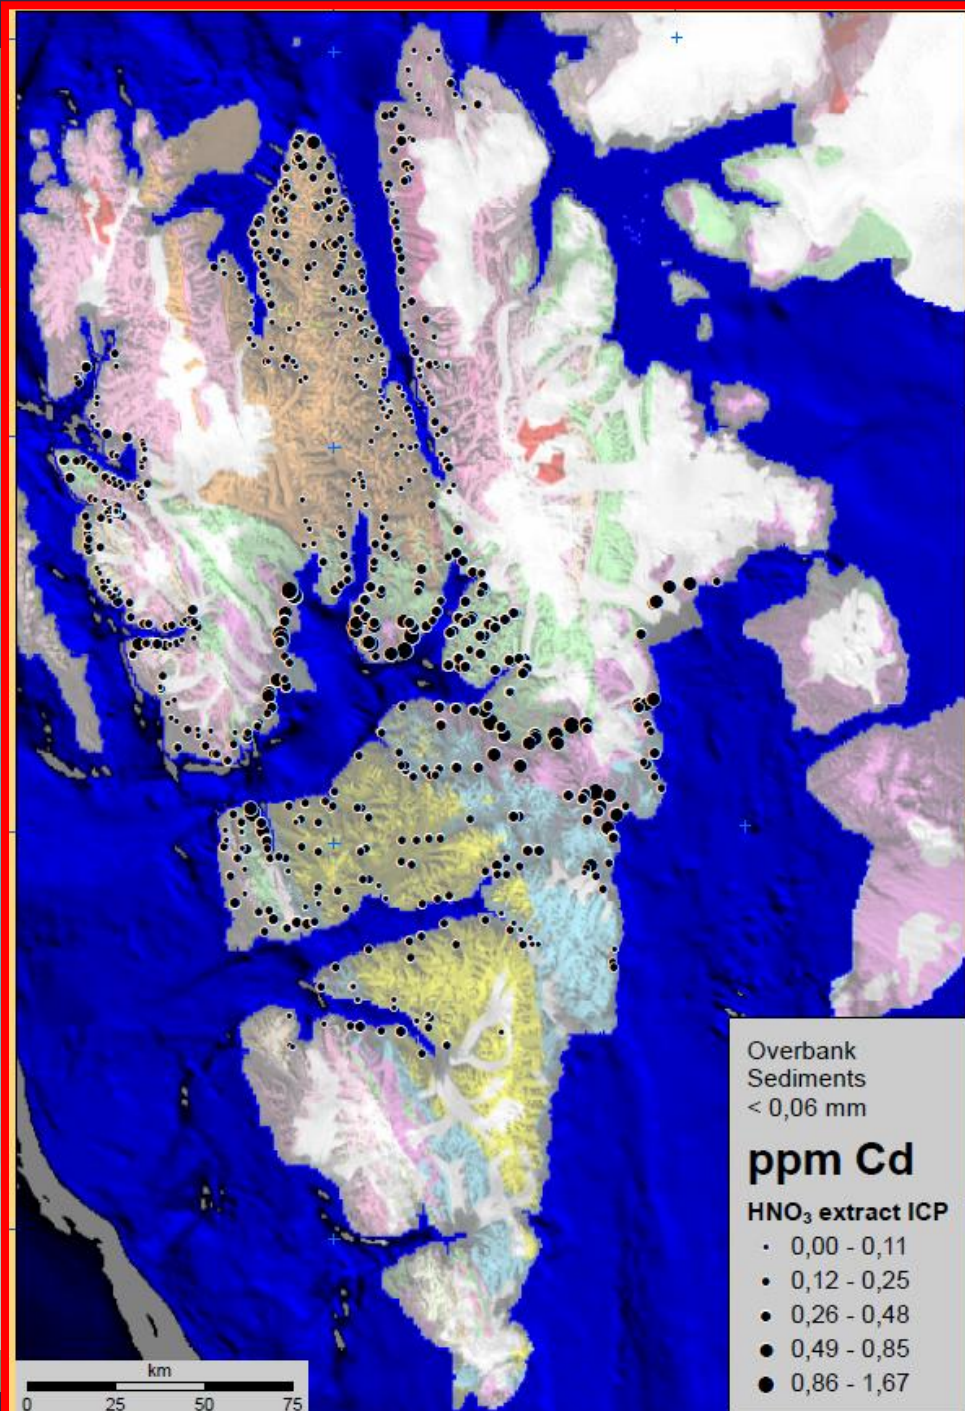 Overbank
Sediments
< 0,06 mm
ppm Cd
HNO₃ extract ICP
0,00 - 0,11
0,12 - 0,25
0,26 - 0,48
0,49 - 0,85
0,86 - 1,67
km
0 25 50 75